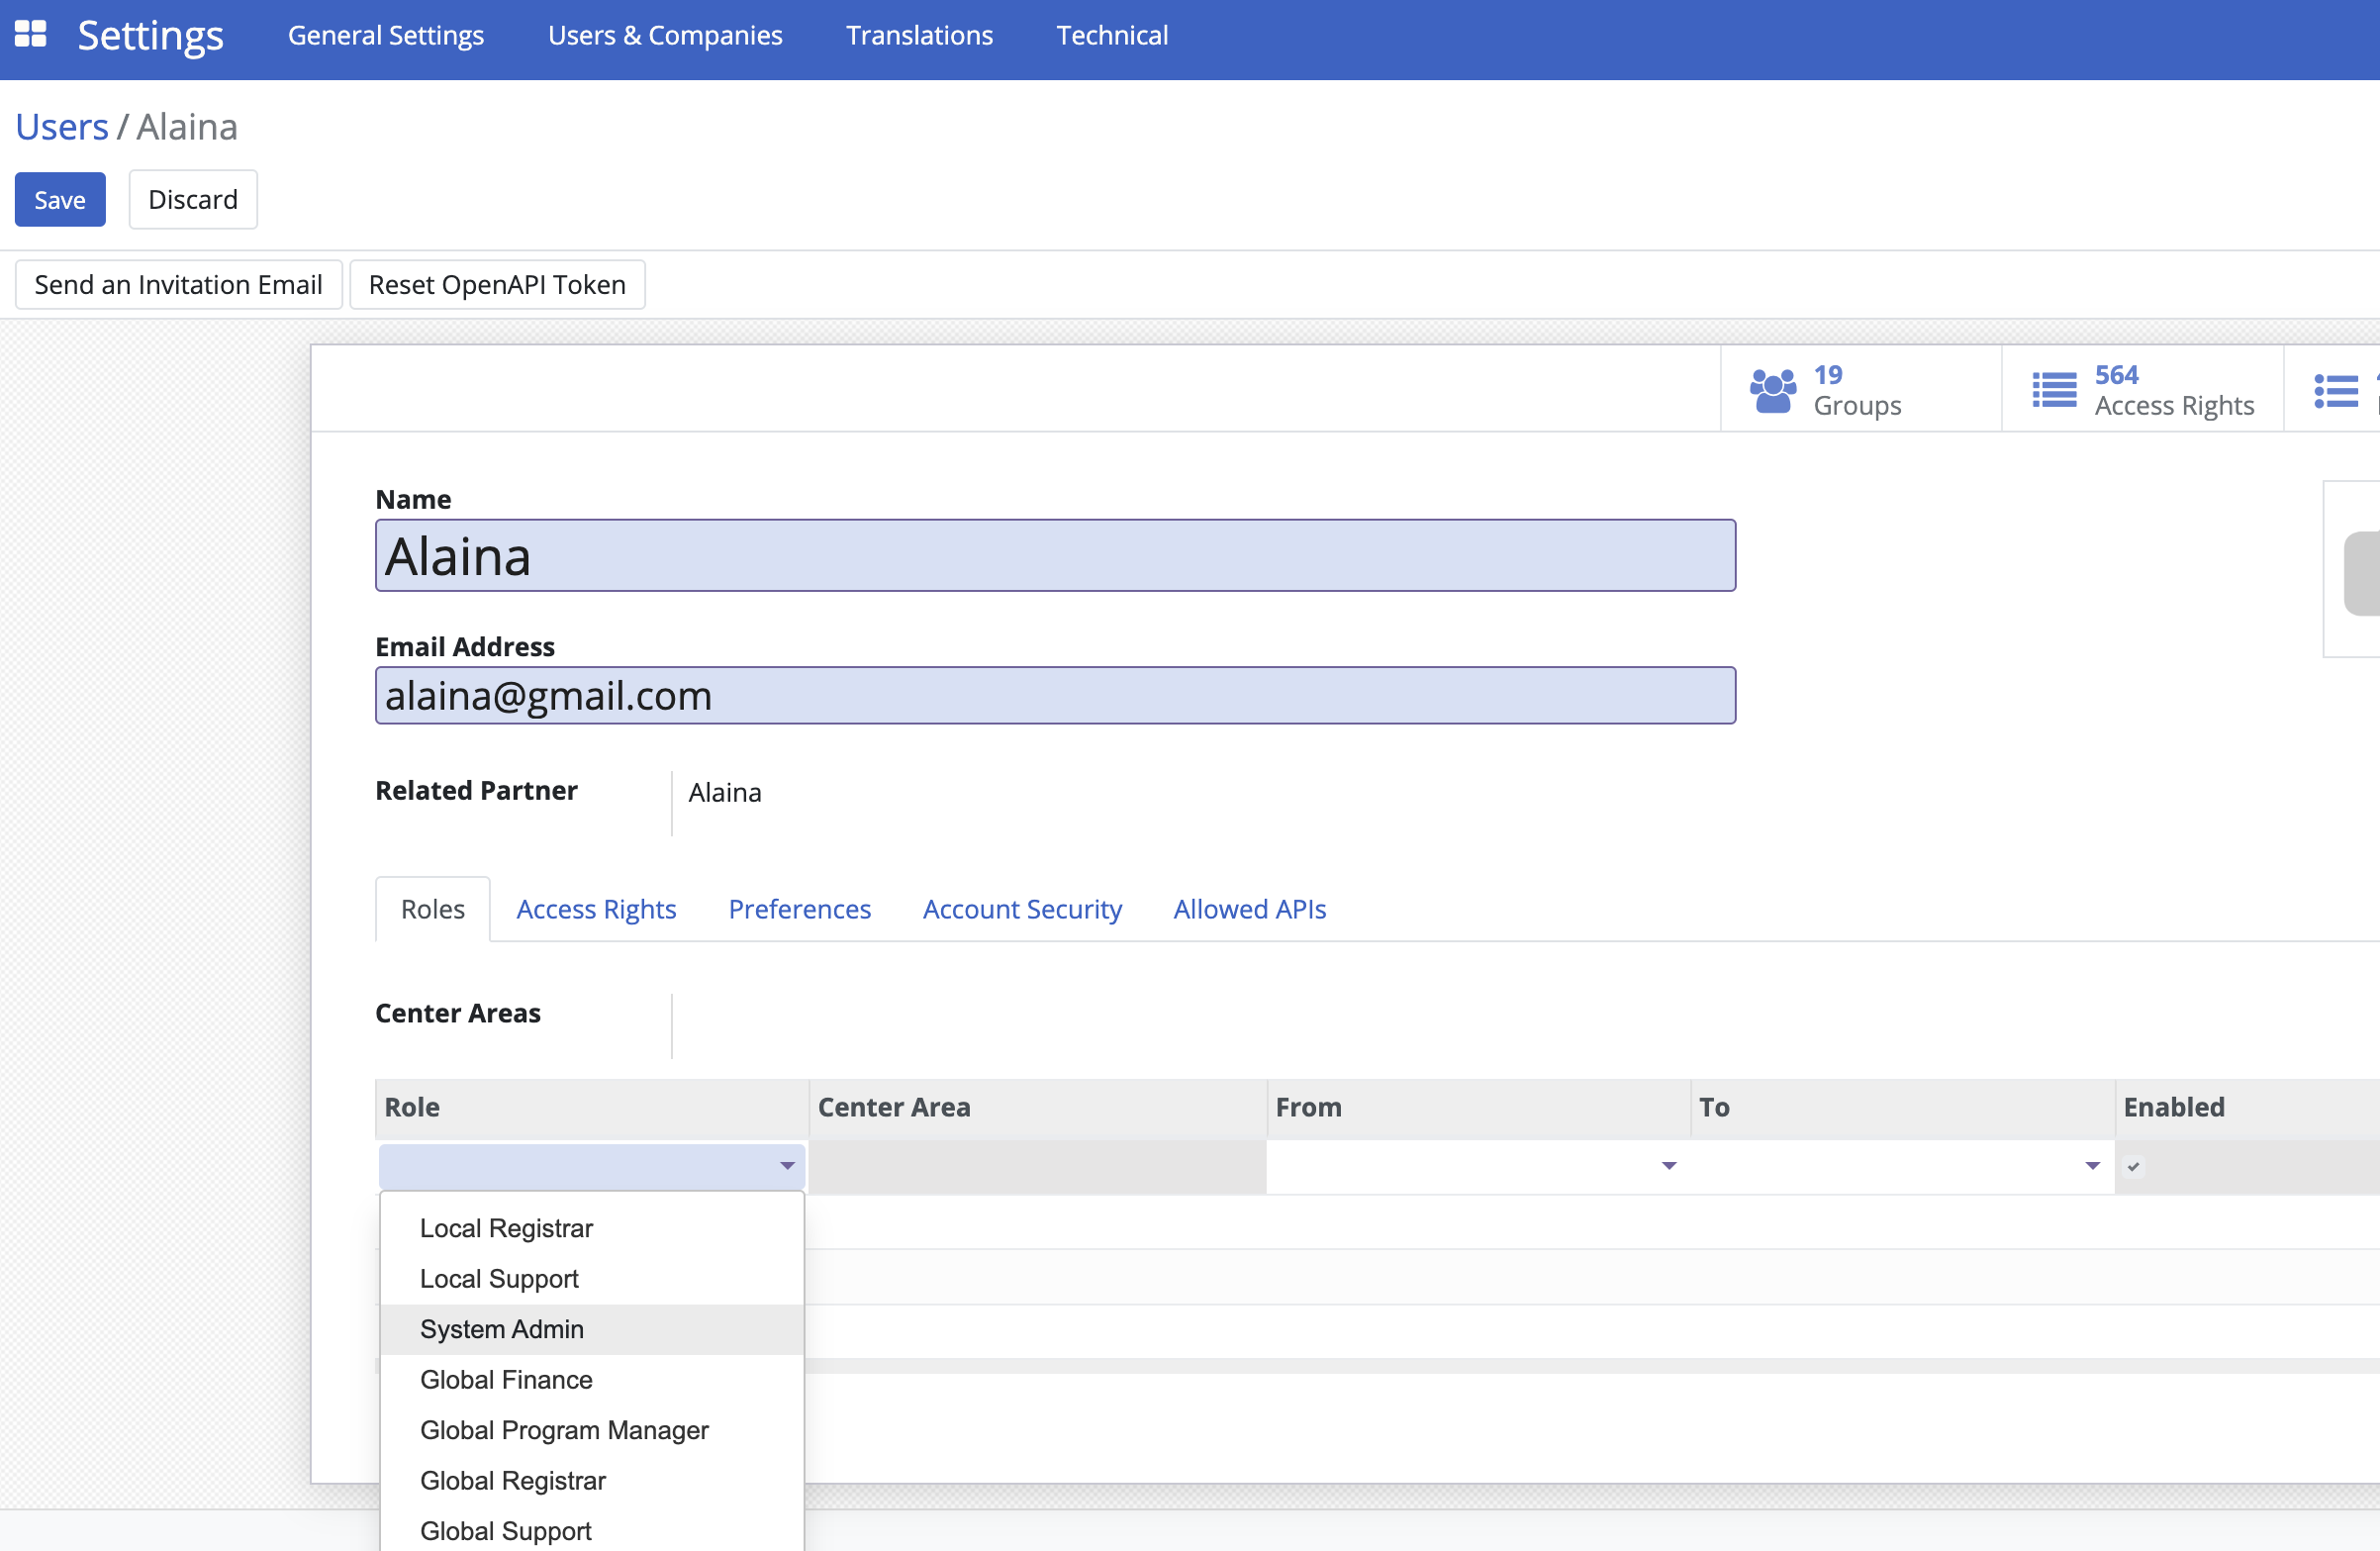 Settings General Settings Users & Companies Translations Technical
Users / Alaina
Save Discard
Send an Invitation Email Reset OpenAPI Token
19
Groups
564
Access Rights
Name
Alaina
Email Address
alaina@gmail.com
Related Partner Alaina
Roles Access Rights Preferences Account Security Allowed APIs
Center Areas
Role Center Area From To Enabled
Local Registrar
Local Support
System Admin
Global Finance
Global Program Manager
Global Registrar
Global Support